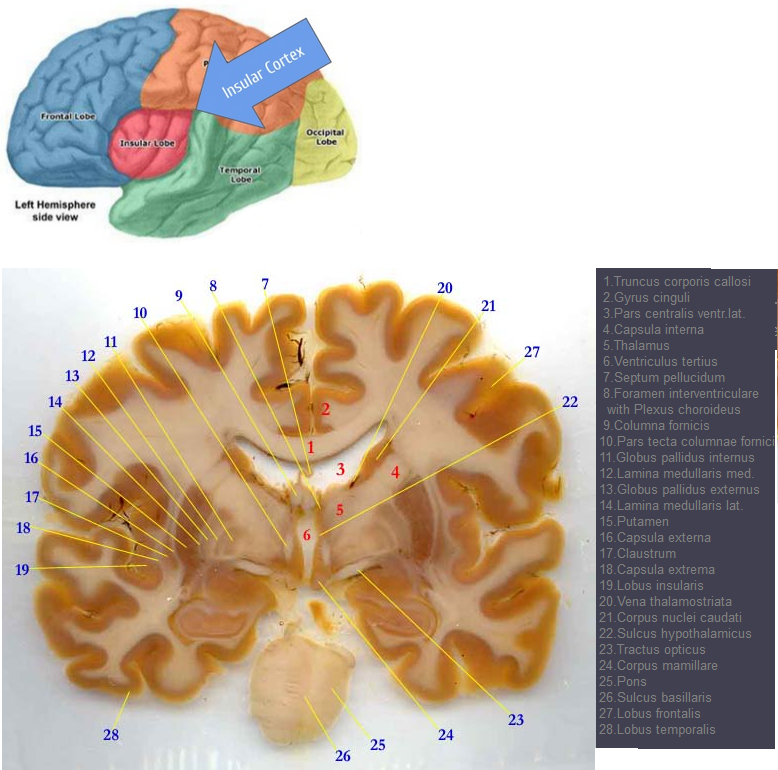 Insular Cortex
P
Frontal Lobe
Insular Lobe
Occipital
Lobe
Temporal
Lobe
Left Hemisphere
side view
7
20
8
9
21
10
11
27
12
13
22
14
15
16
17
18
19
2
1
3
4
5
6
28
26
25
24
23
1.Truncus corporis callosi
2.Gyrus cinguli
3.Pars centralis ventr.lat.
4.Capsula interna
5.Thalamus
6.Ventriculus tertius
7.Septum pellucidum
8.Foramen interventriculare
with Plexus choroideus
9.Columna fornicis
10.Pars tecta columnae fornici
11.Globus pallidus internus
12.Lamina medullaris med.
13.Globus pallidus externus
14.Lamina medullaris lat.
15.Putamen
16.Capsula externa
17.Claustrum
18.Capsula extrema
19.Lobus insularis
20.Vena thalamostriata
21.Corpus nuclei caudati
22.Sulcus hypothalamicus
23.Tractus opticus
24.Corpus mamillare
25.Pons
26.Sulcus basillaris
27.Lobus frontalis
28.Lobus temporalis